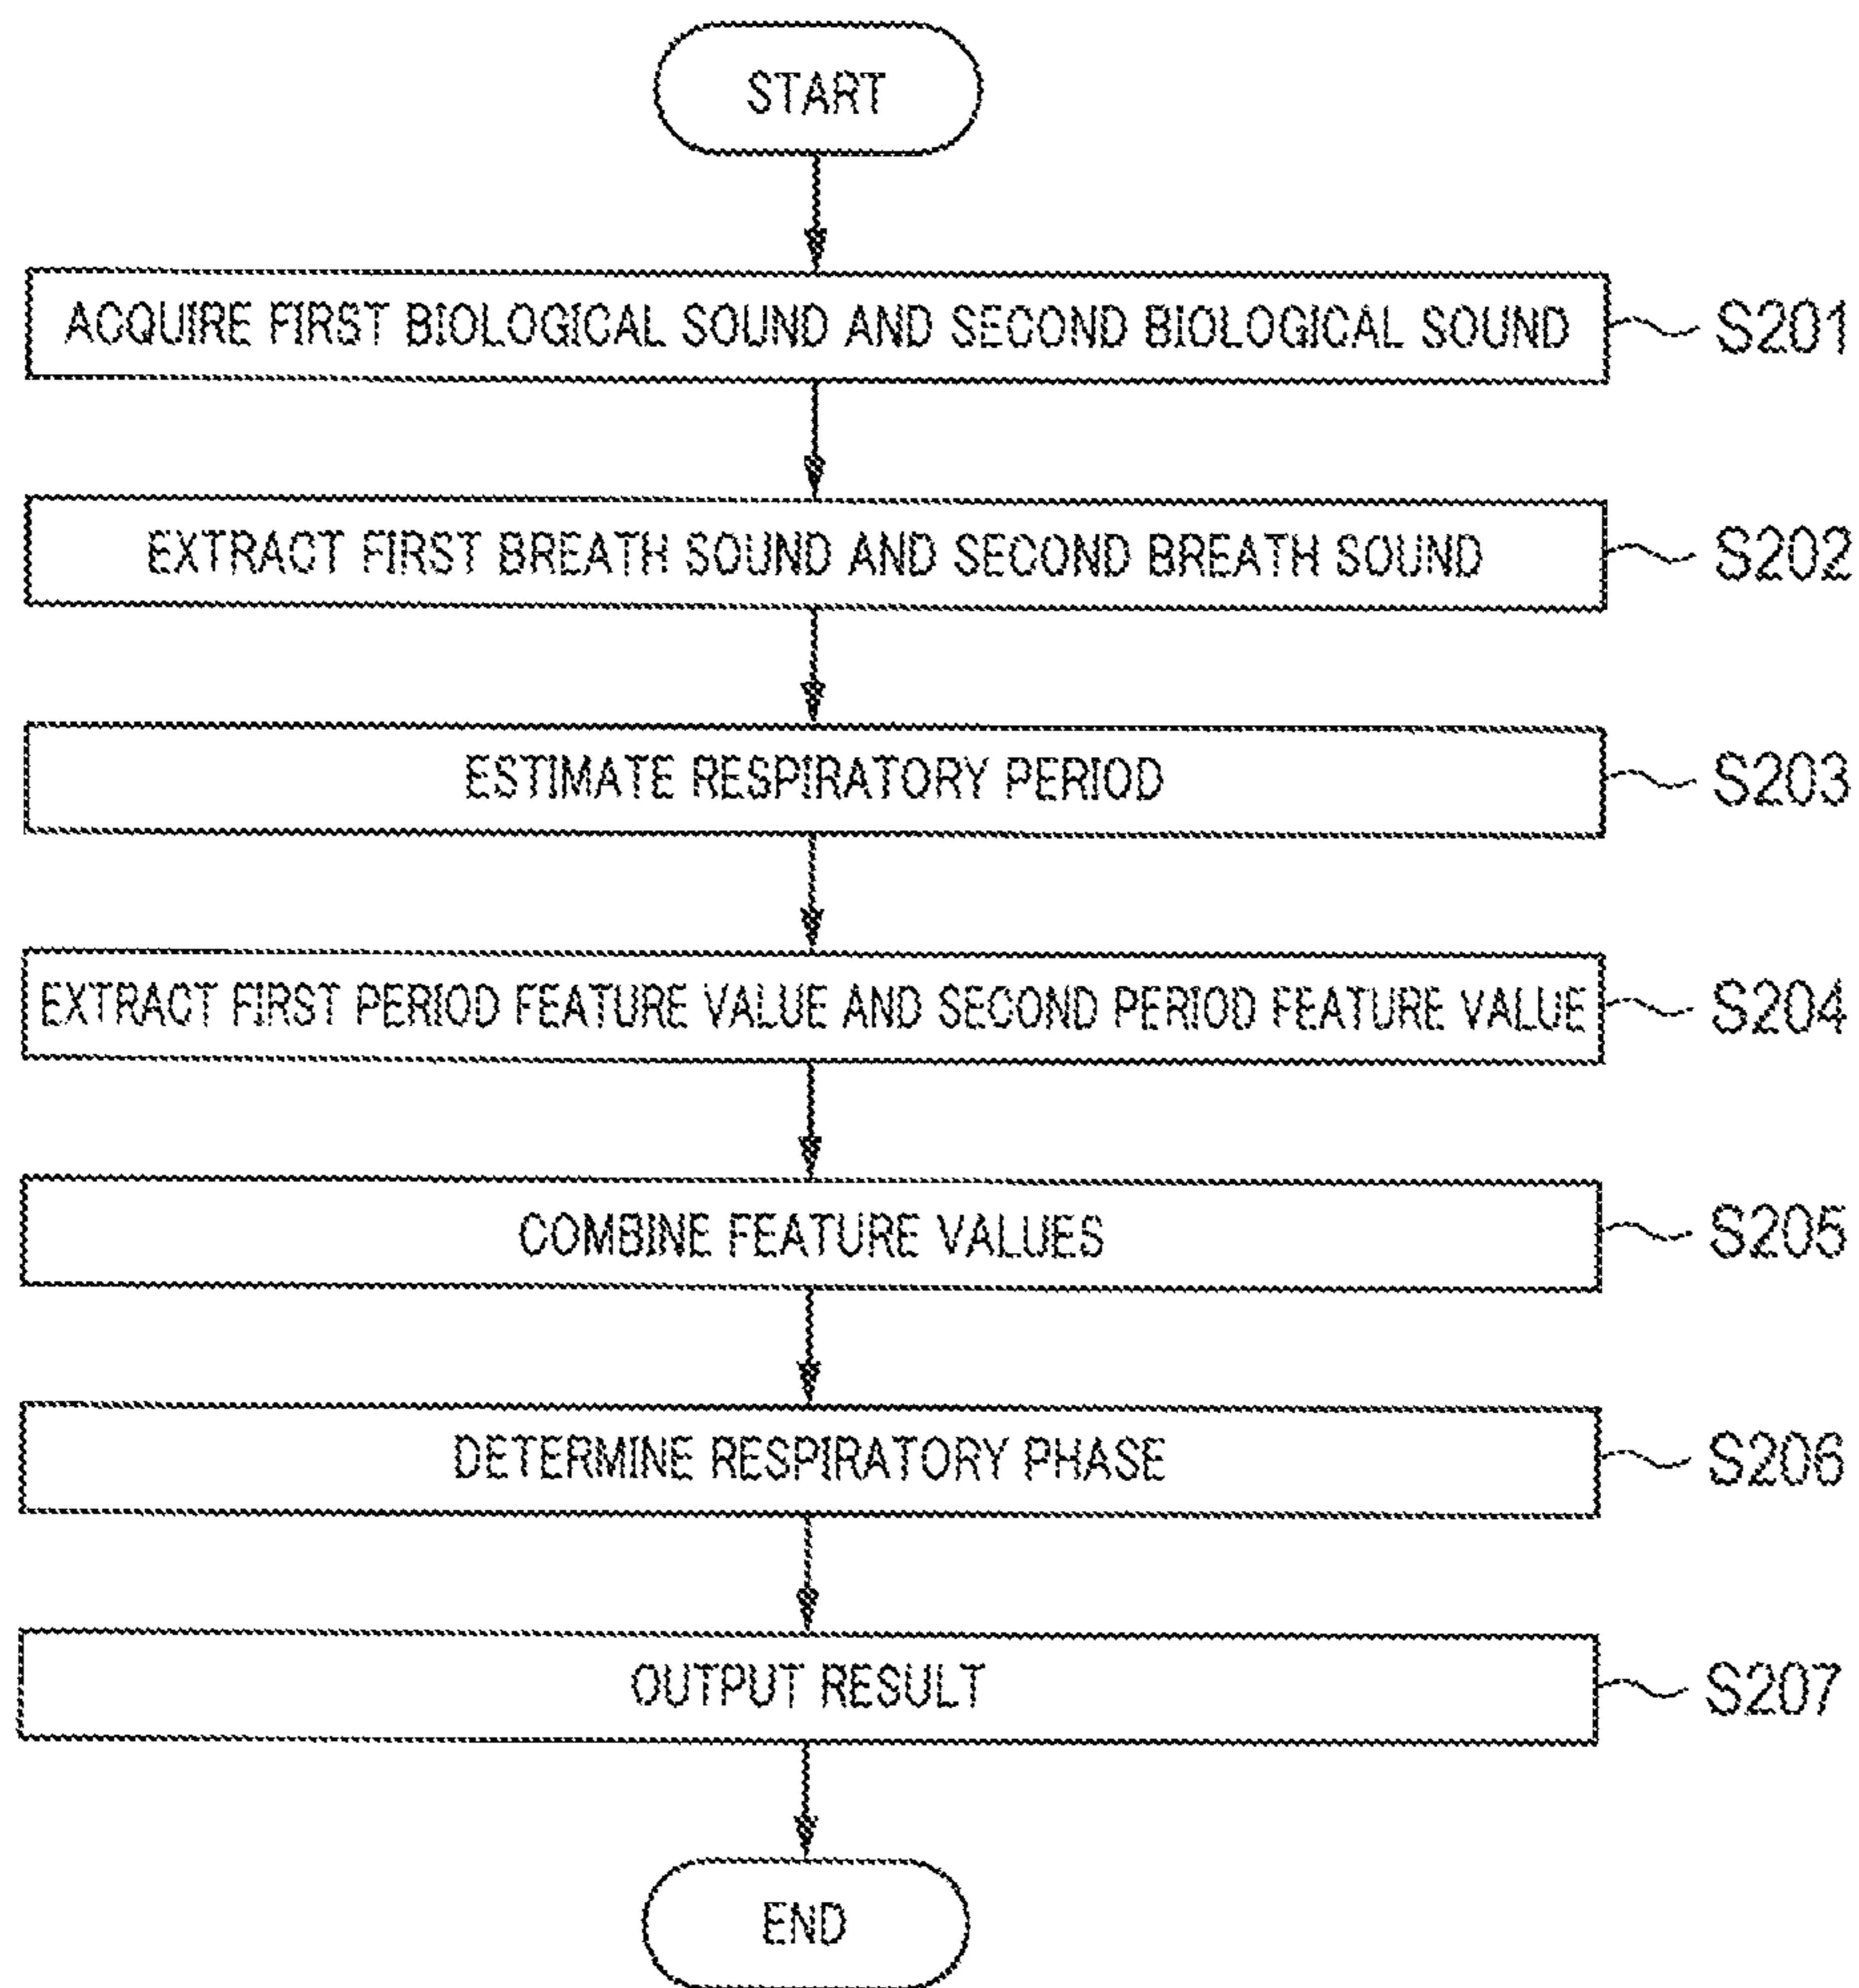 START
ACQUIRE FIRST BIOLOGICAL SOUND AND SECOND BIOLOGICAL SOUND S201
EXTRACT FIRST BREATH SOUND AND SECOND BREATH SOUND S202
ESTIMATE RESPIRATORY PERIOD S203
EXTRACT FIRST PERIOD FEATURE VALUE AND SECOND PERIOD FEATURE VALUE S204
COMBINE FEATURE VALUES S205
DETERMINE RESPIRATORY PHASE S206
OUTPUT RESULT S207
END